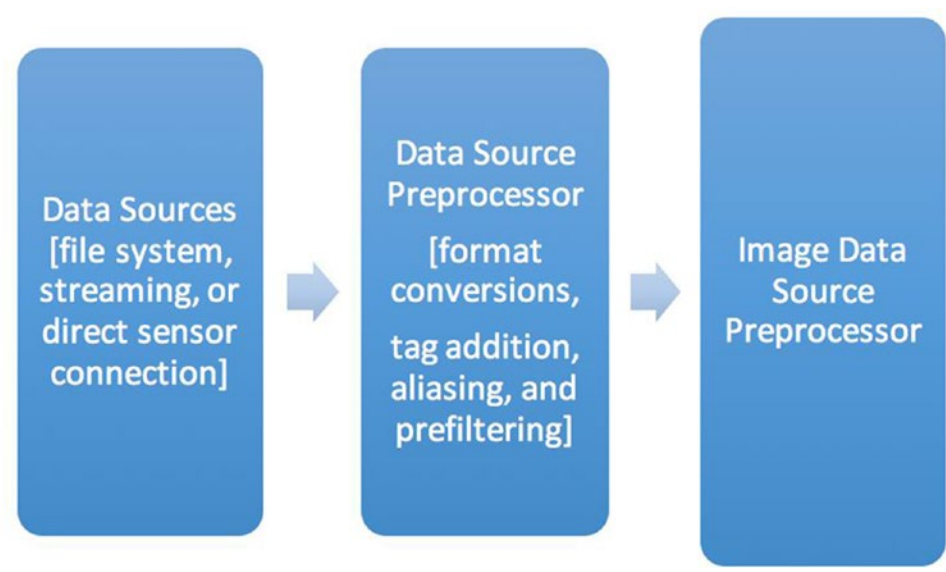 Data Sources
[file system,
streaming, or
direct sensor
connection]
Data Source
Preprocessor
[format
conversions,
tag addition,
aliasing, and
prefiltering]
Image Data
Source
Preprocessor